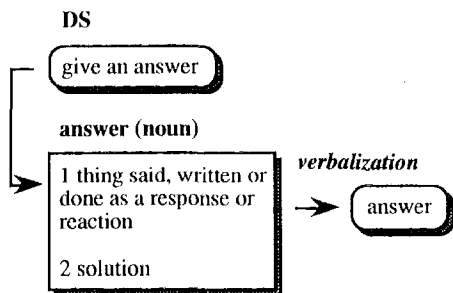 DS
give an answer
answer (noun)
1 thing said, written or
done as a response or
reaction
2 solution
verbalization
answer